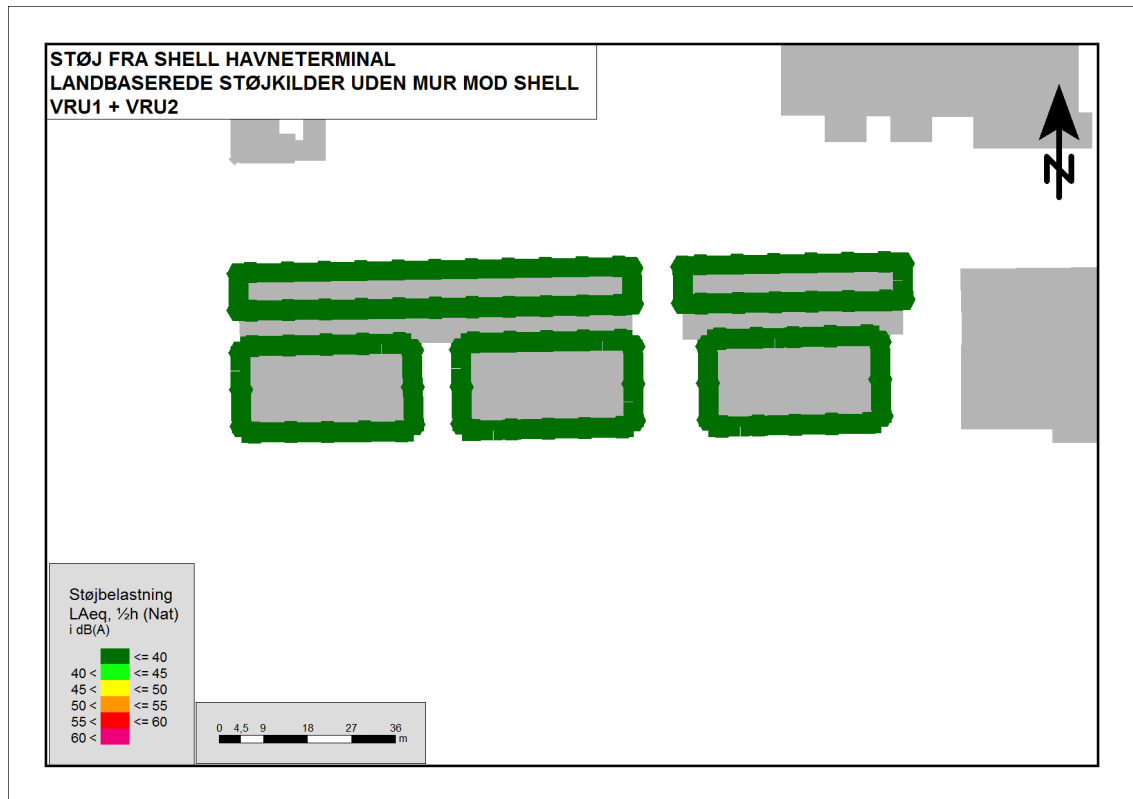 STØJ FRA SHELL HAVNETERMINAL
LANDBASEREDE STØJKILDER UDEN MUR MOD SHELL
VRU1 + VRU2
N
Støjbelastning
LAeq, ½h (Nat)
i dB(A)
<= 40
40 < <= 45
45 < <= 50
50 < <= 55
55 < <= 60
60 <
0 4,5 9 18 27 36
m